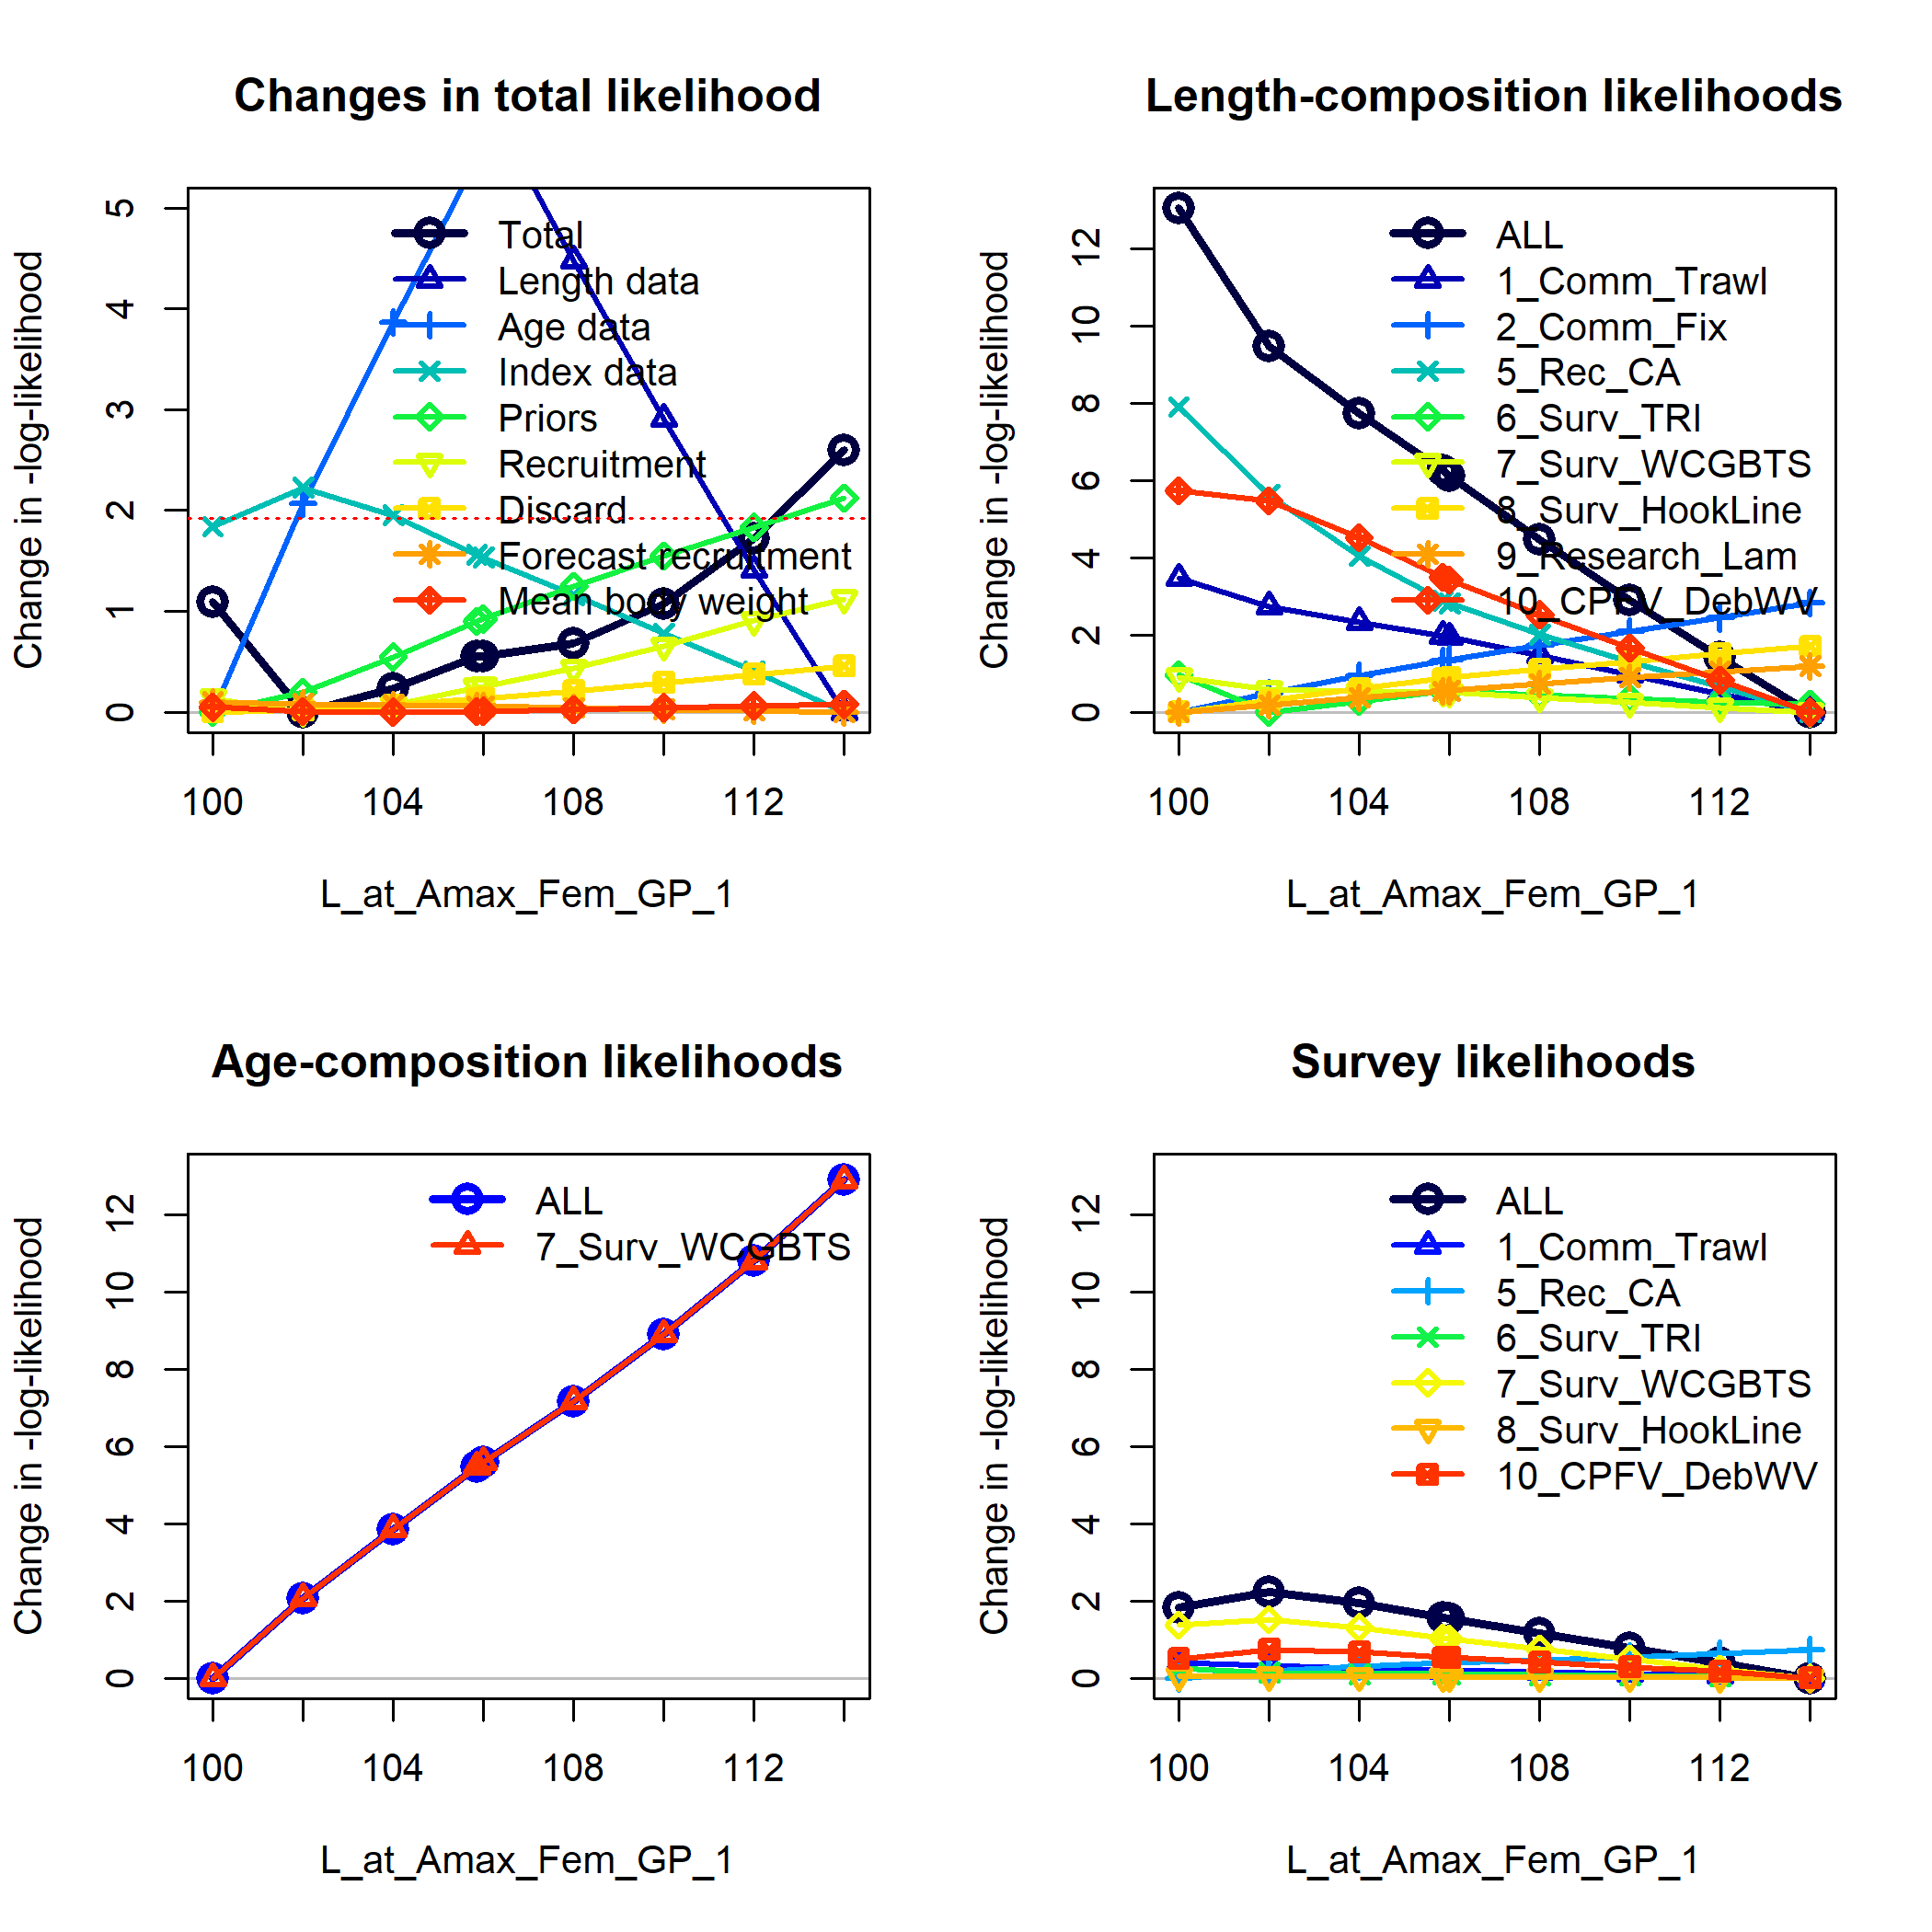 Changes in total likelihood
Change in -log-likelihood
0 1 2 3 4 5
Total
Length data
Age data
Index data
Priors
Recruitment
Discard
Forecast recruitment
Mean body weight
100 104 108 112
L_at_Amax_Fem_GP_1
Length-composition likelihoods
Change in -log-likelihood
0 2 4 6 8 10 12
ALL
1_Comm_Trawl
2_Comm_Fix
5_Rec_CA
6_Surv_TRI
7_Surv_WCGBTS
8_Surv_HookLine
9_Research_Lam
10_CPFV_DebWV
100 104 108 112
L_at_Amax_Fem_GP_1
Age-composition likelihoods
Change in -log-likelihood
0 2 4 6 8 10 12
ALL
7_Surv_WCGBTS
100 104 108 112
L_at_Amax_Fem_GP_1
Survey likelihoods
Change in -log-likelihood
0 2 4 6 8 10 12
ALL
1_Comm_Trawl
5_Rec_CA
6_Surv_TRI
7_Surv_WCGBTS
8_Surv_HookLine
10_CPFV_DebWV
100 104 108 112
L_at_Amax_Fem_GP_1